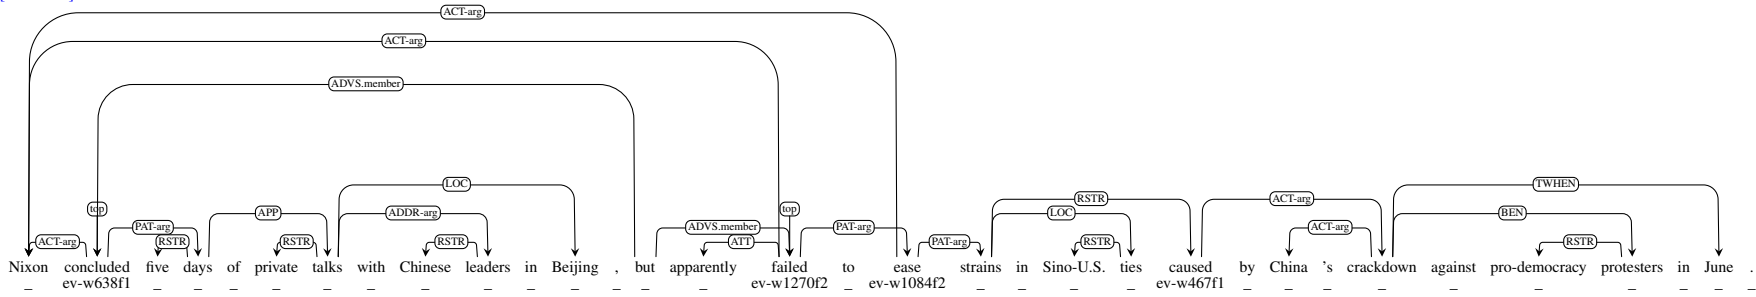 ACT-arg
ACT-arg
ADVS.member
LOC RSTR TWHEN
top APP ADDR-arg top LOC ACT-arg BEN
PAT-arg ADVS.member PAT-arg
ACT-arg RSTR RSTR RSTR ATT PAT-arg RSTR ACT-arg RSTR
Nixon concluded five days of private talks with Chinese leaders in Beijing , but apparently failed to ease strains in Sino-U.S. ties caused by China 's crackdown against pro-democracy protesters in June .
_ ev-w638f1 _ _ _ _ _ _ _ _ _ _ _ _ _ ev-w1270f2 _ ev-w1084f2 _ _ _ _ ev-w467f1 _ _ _ _ _ _ _ _ _ _